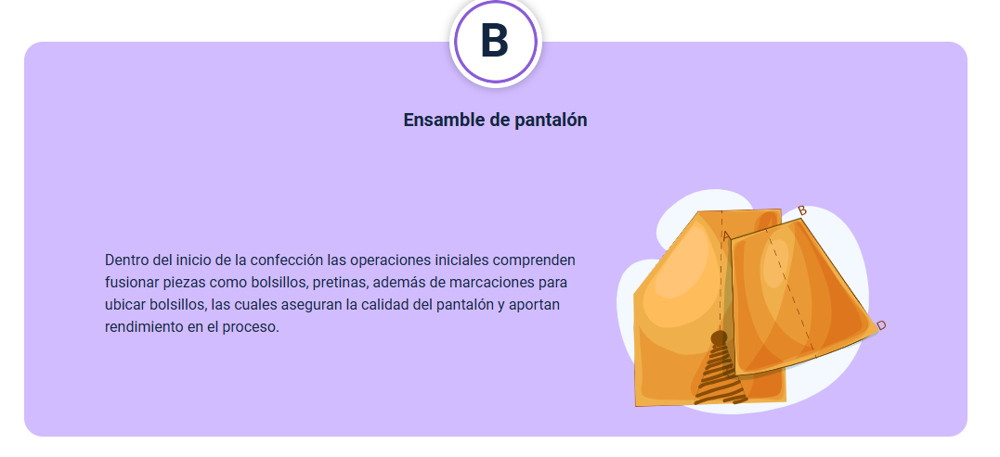 B
Ensamble de pantalón
Dentro del inicio de la confección las operaciones iniciales comprenden
fusionar piezas como bolsillos, pretinas, además de marcaciones para
ubicar bolsillos, las cuales aseguran la calidad del pantalón y aportan
rendimiento en el proceso.
B
A
D